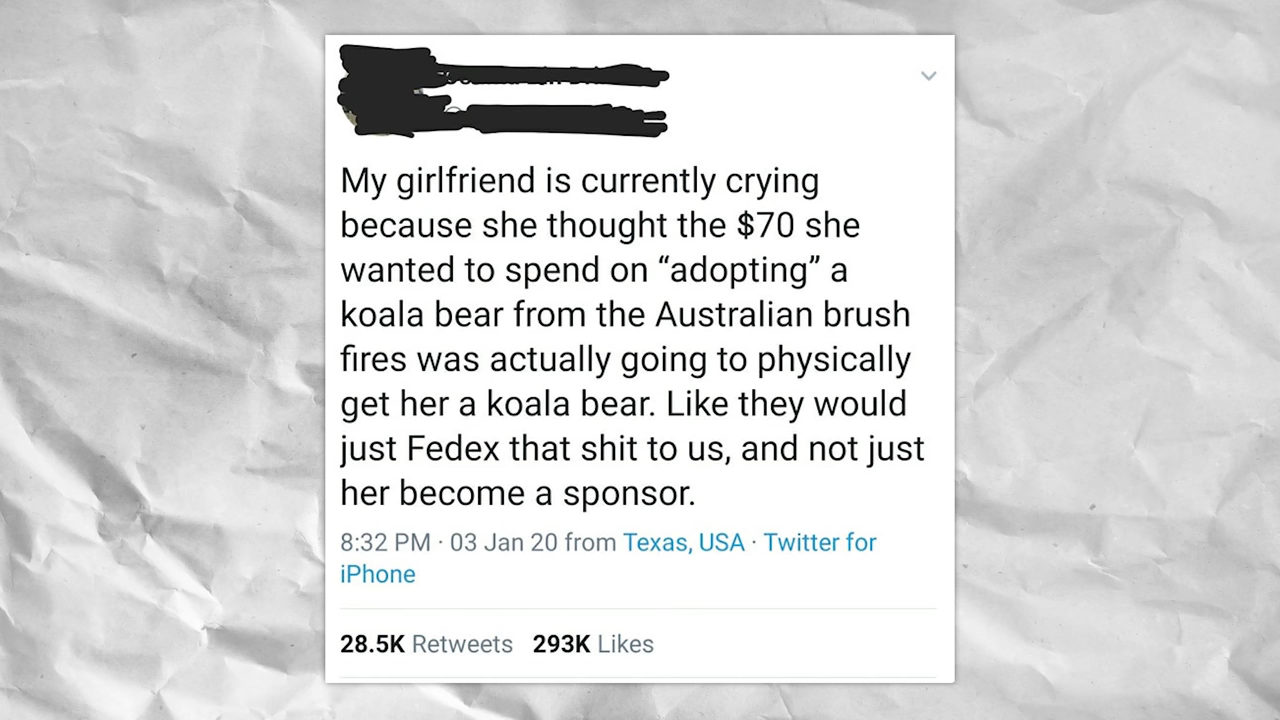 My girlfriend is currently crying
because she thought the $70 she
wanted to spend on “adopting” a
koala bear from the Australian brush
fires was actually going to physically
get her a koala bear. Like they would
just Fedex that shit to us, and not just
her become a sponsor.
8:32 PM · 03 Jan 20 from Texas, USA · Twitter for
iPhone
28.5K Retweets 293K Likes